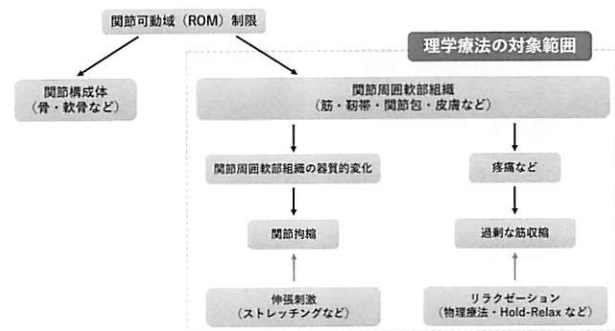 関節可動域（ROM）制限
理学療法の対象範囲
関節構成体
（骨・軟骨など）
関節周囲軟部組織
（筋・靭帯・関節包・皮膚など）
関節周囲軟部組織の器質的変化
疼痛など
関節拘縮
過剰な筋収縮
伸張刺激
（ストレッチングなど）
リラクゼーション
（物理療法・Hold-Relax など）